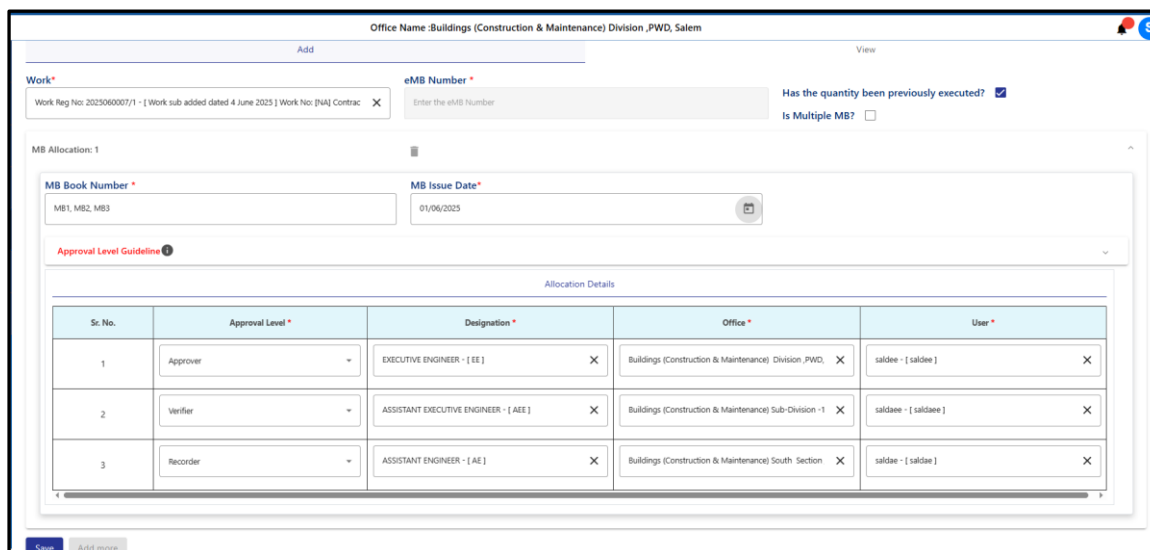 Office Name :Buildings (Construction & Maintenance) Division ,PWD, Salem
S
Add View
Work* eMB Number *
Work Reg No: 2025060007/1 - [ Work sub added dated 4 June 2025 ] Work No: [NA] Contrac Enter the eMB Number Has the quantity been previously executed?
Is Multiple MB?
MB Allocation: 1
MB Book Number * MB Issue Date*
MB1, MB2, MB3 01/06/2025
Approval Level Guideline
Allocation Details
Sr. No. Approval Level * Designation * Office * User *
1 Approver EXECUTIVE ENGINEER - [ EE ] Buildings (Construction & Maintenance) Division ,PWD, saldee - [ saldee ]
2 Verifier ASSISTANT EXECUTIVE ENGINEER - [ AEE ] Buildings (Construction & Maintenance) Sub-Division -1 saldaee - [ saldaee ]
3 Recorder ASSISTANT ENGINEER - [ AE ] Buildings (Construction & Maintenance) South Section saldae - [ saldae ]
Save Add more